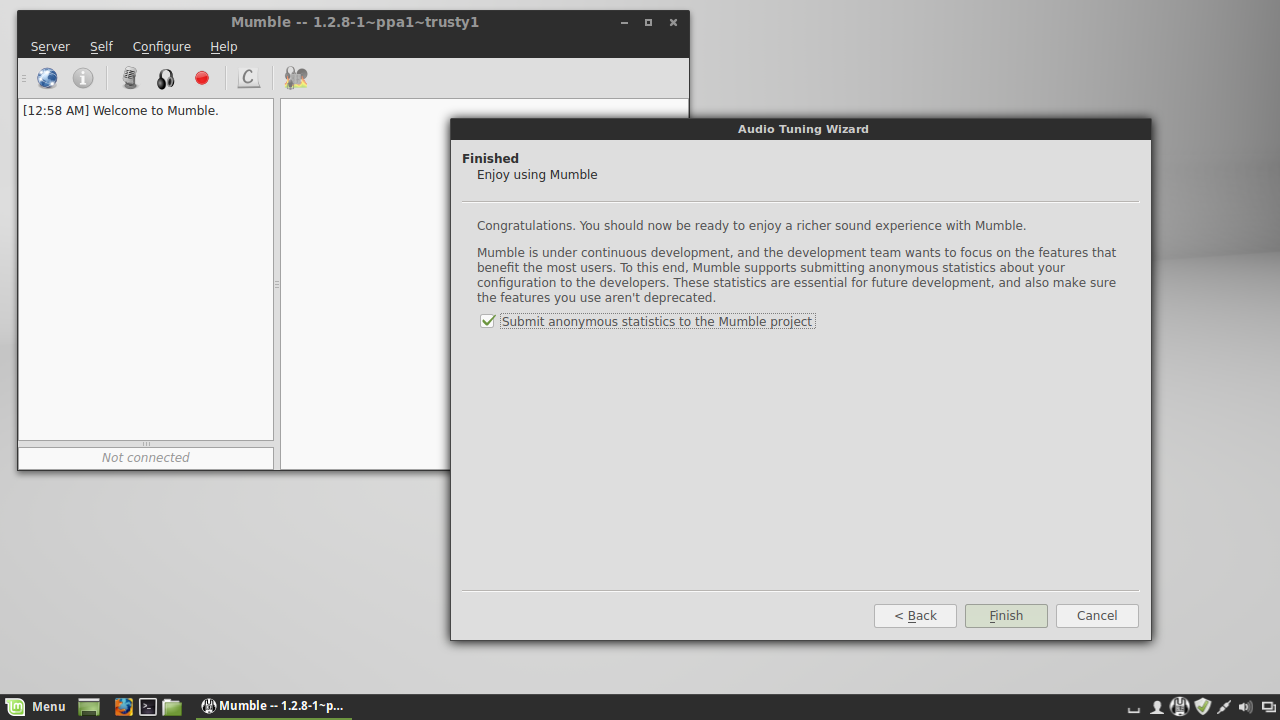 Mumble -- 1.2.8-1~ppa1~trusty1
Server Self Configure Help
C
[12:58 AM] Welcome to Mumble.
Not connected
Audio Tuning Wizard
Finished
Enjoy using Mumble
Congratulations. You should now be ready to enjoy a richer sound experience with Mumble.
Mumble is under continuous development, and the development team wants to focus on the features that
benefit the most users. To this end, Mumble supports submitting anonymous statistics about your
configuration to the developers. These statistics are essential for future development, and also make sure
the features you use aren't deprecated.
Submit anonymous statistics to the Mumble project
< Back Finish Cancel
Menu Mumble -- 1.2.8-1~p...